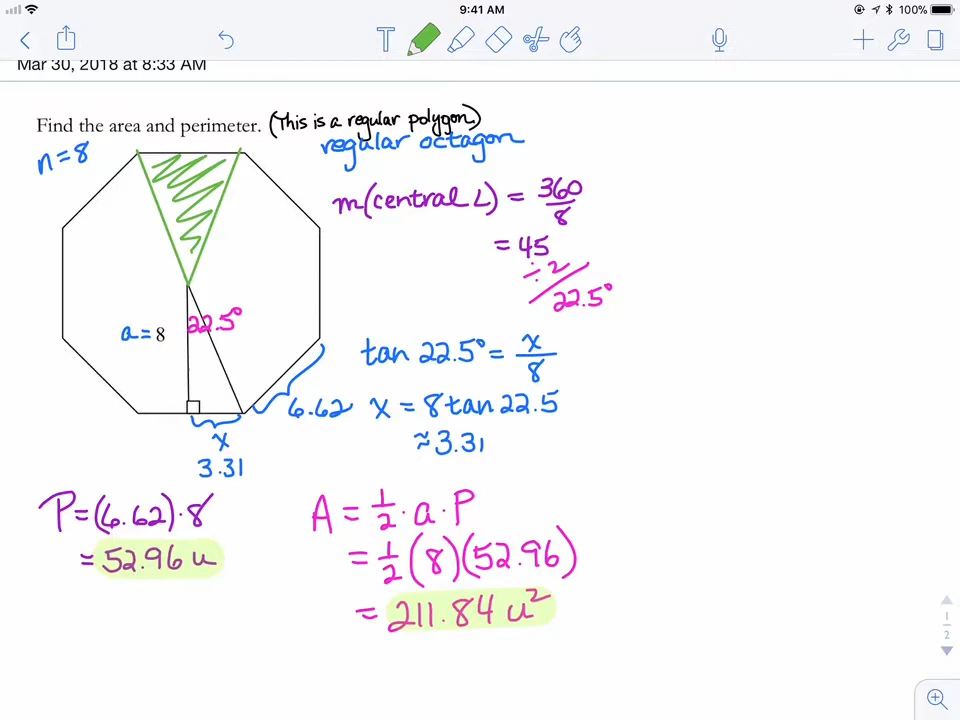 9:41 AM
100%
T
Mar 30, 2018 at 8:33 AM
Find the area and perimeter. (This is a regular polygon.)
regular octagon
n=8
m(central ∠) = 360/8
= 45
÷2
22.5°
22.5°
a = 8
tan 22.5° = x/8
6.62
x = 8 tan 22.5
≈ 3.31
x
3.31
P = (6.62)·8
= 52.96 u
A = 1/2 · a · P
= 1/2 (8)(52.96)
= 211.84 u²
1
2